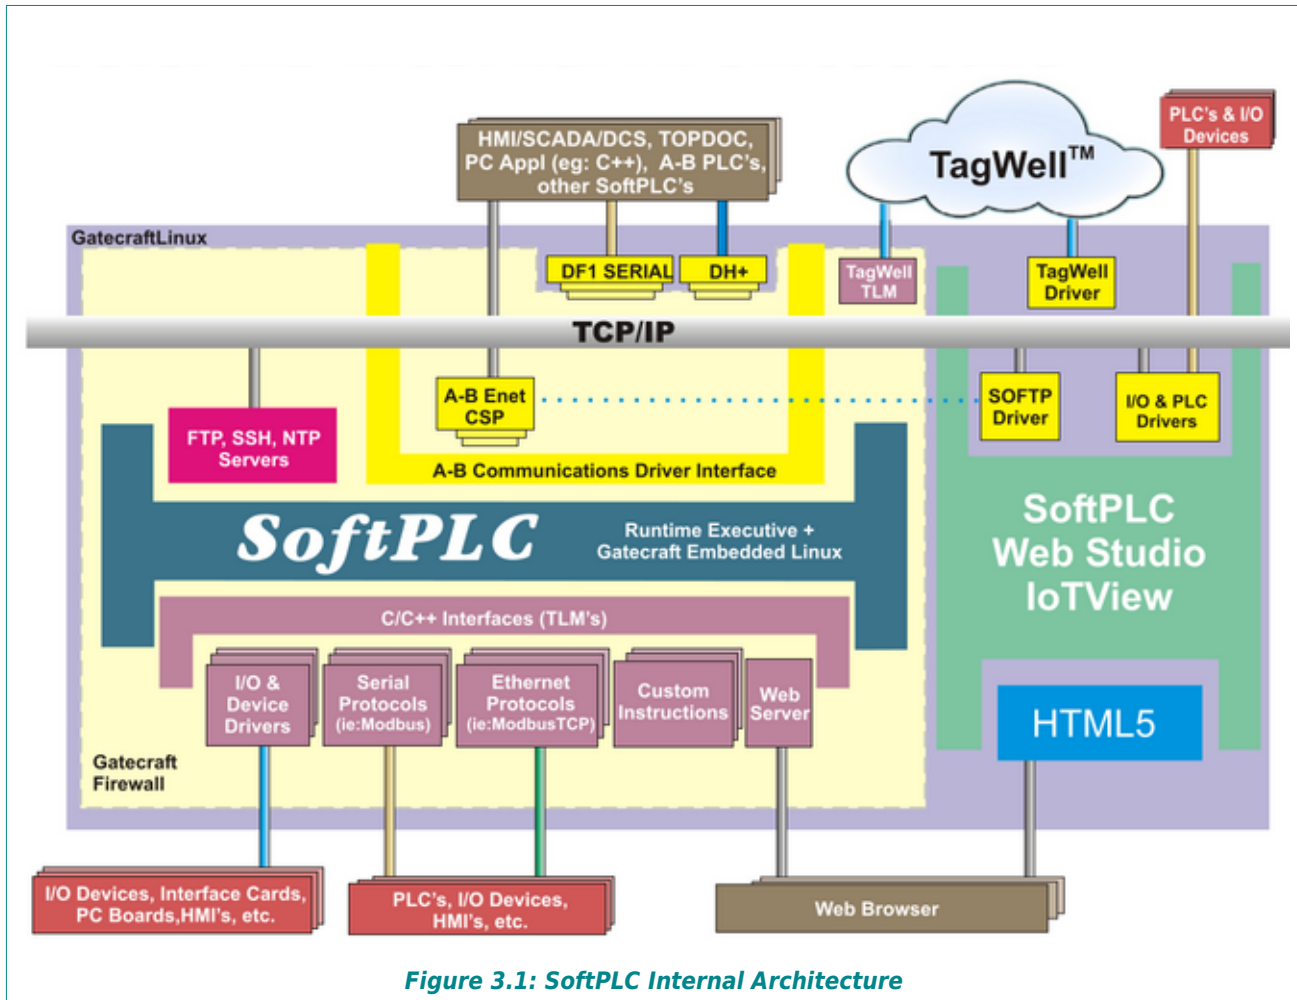 HMI/SCADA/DCS, TOPDOC,
PC Appl (eg: C++), A-B PLC's,
other SoftPLC's
TagWell™
PLC's & I/O
Devices
GatecraftLinux
DF1 SERIAL
DH+
TagWell
TLM
TagWell
Driver
TCP/IP
A-B Enet
CSP
SOFTP
Driver
I/O & PLC
Drivers
FTP, SSH, NTP
Servers
A-B Communications Driver Interface
SoftPLC
Runtime Executive +
Gatecraft Embedded Linux
SoftPLC
Web Studio
IoTView
C/C++ Interfaces (TLM's)
I/O &
Device
Drivers
Serial
Protocols
(ie:Modbus)
Ethernet
Protocols
(ie:ModbusTCP)
Custom
Instructions
Web
Server
HTML5
Gatecraft
Firewall
I/O Devices, Interface Cards,
PC Boards,HMI's, etc.
PLC's, I/O Devices,
HMI's, etc.
Web Browser
Figure 3.1: SoftPLC Internal Architecture